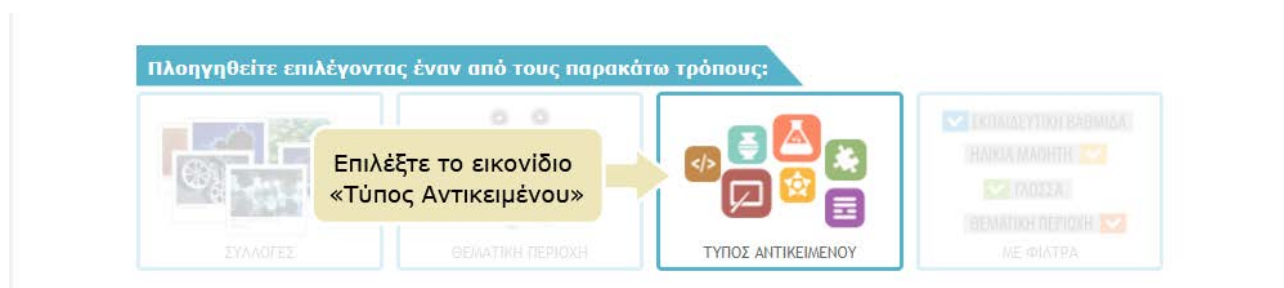 Πλοηγηθείτε επιλέγοντας έναν από τους παρακάτω τρόπους:
Επιλέξτε το εικονίδιο
«Τύπος Αντικειμένου»
</>
ΣΥΛΛΟΓΕΣ
ΘΕΜΑΤΙΚΗ ΠΕΡΙΟΧΗ
ΤΥΠΟΣ ΑΝΤΙΚΕΙΜΕΝΟΥ
ΕΚΠΑΙΔΕΥΤΙΚΗ ΒΑΘΜΙΔΑ
ΗΛΙΚΙΑ ΜΑΘΗΤΗ
ΓΛΩΣΣΑ
ΘΕΜΑΤΙΚΗ ΠΕΡΙΟΧΗ
ΜΕ ΦΙΛΤΡΑ